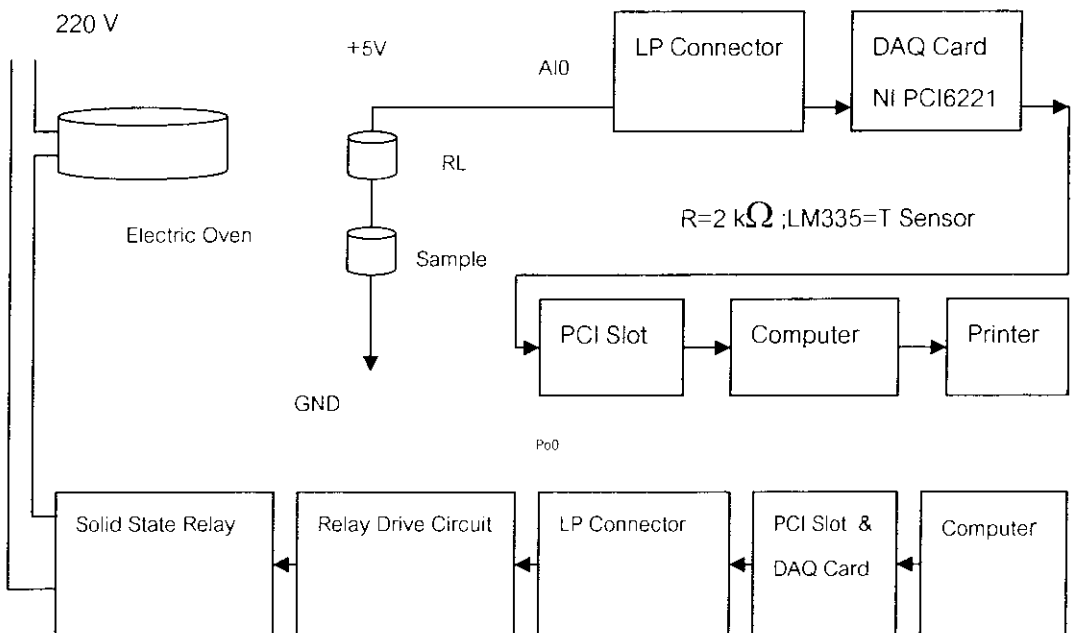 220 V
+5V
AI0
LP Connector
DAQ Card
NI PCI6221
RL
Electric Oven
Sample
R=2 kΩ ;LM335=T Sensor
PCI Slot
Computer
Printer
GND
Po0
Solid State Relay
Relay Drive Circuit
LP Connector
PCI Slot &
DAQ Card
Computer